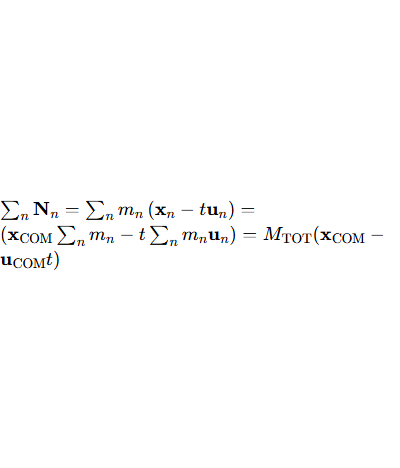 ∑ₙ 𝐍ₙ = ∑ₙ mₙ (𝐱ₙ − t𝐮ₙ) =
(𝐱_COM ∑ₙ mₙ − t ∑ₙ mₙ𝐮ₙ) = M_TOT(𝐱_COM −
𝐮_COM t)